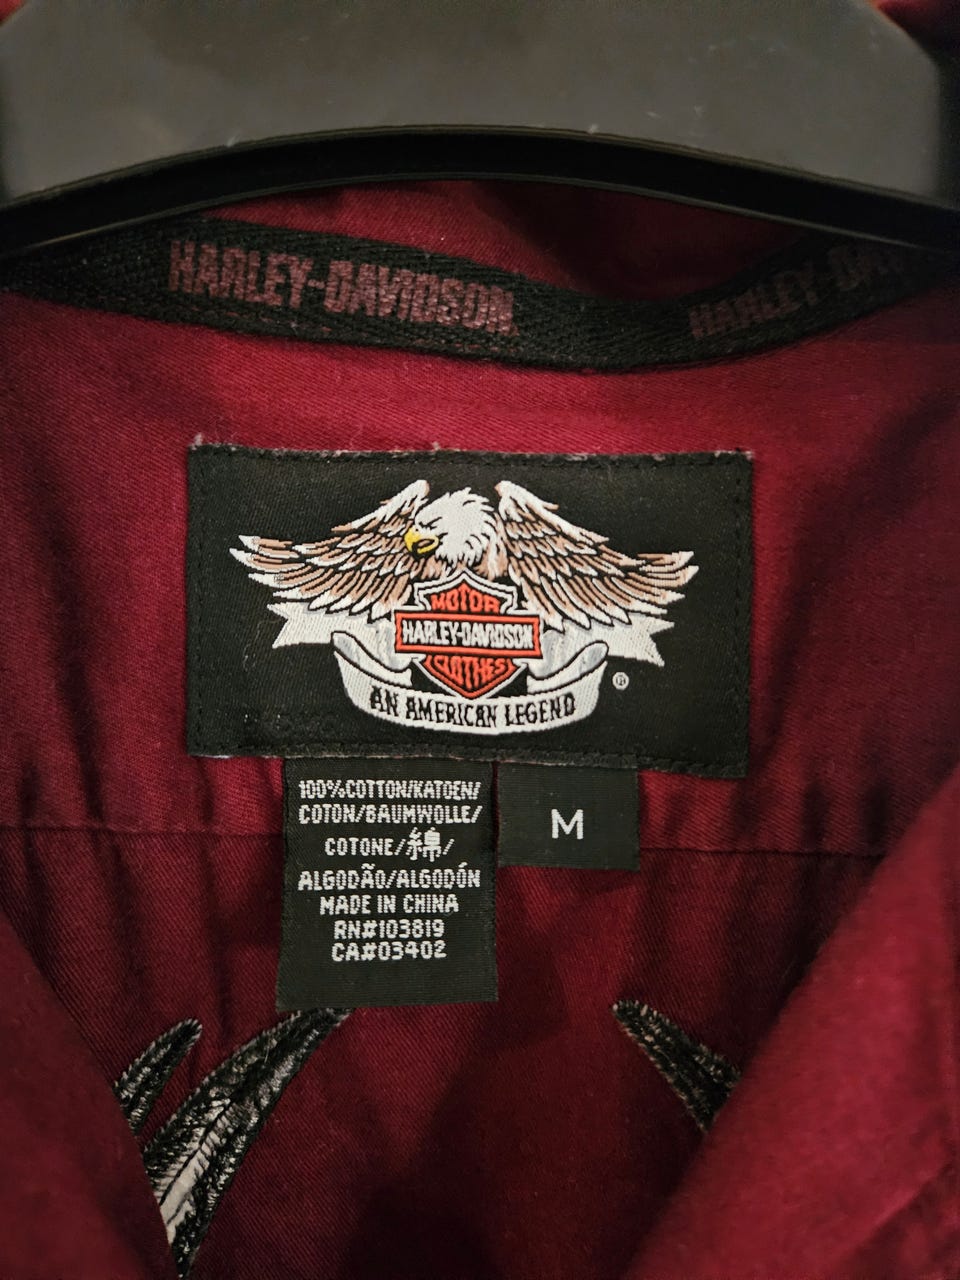 HARLEY-DAVIDSON
HARLEY-DAV
MOTOR
HARLEY-DAVIDSON
CLOTHES
AN AMERICAN LEGEND
®
100%COTTON/KATOEN/
COTON/BAUMWOLLE/
COTONE/綿/
ALGODÃO/ALGODÓN
MADE IN CHINA
RN#103819
CA#03402
M